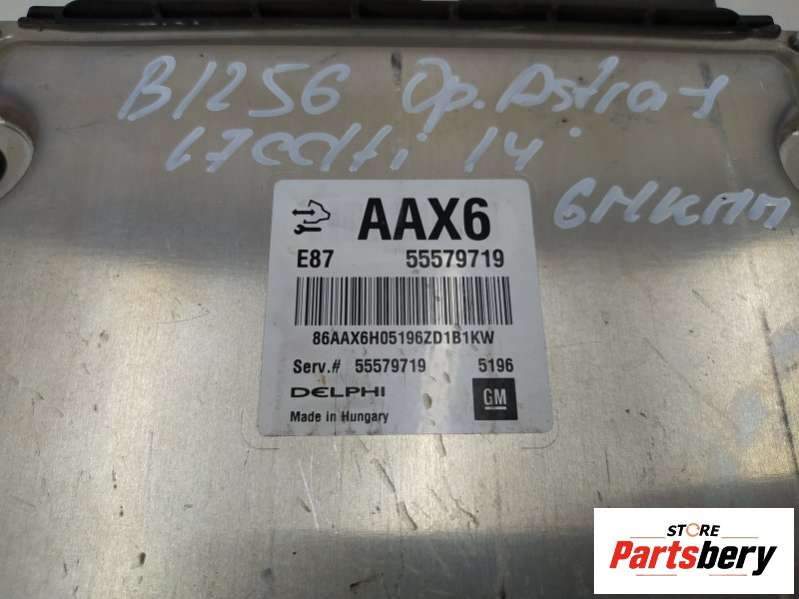 B1256 Op. Astra-J
1.7cdti 14'
6МКПП
AAX6
E87 55579719
86AAX6H05196ZD1B1KW
Serv.# 55579719 5196
DELPHI GM
Made in Hungary
STORE
Partsbery